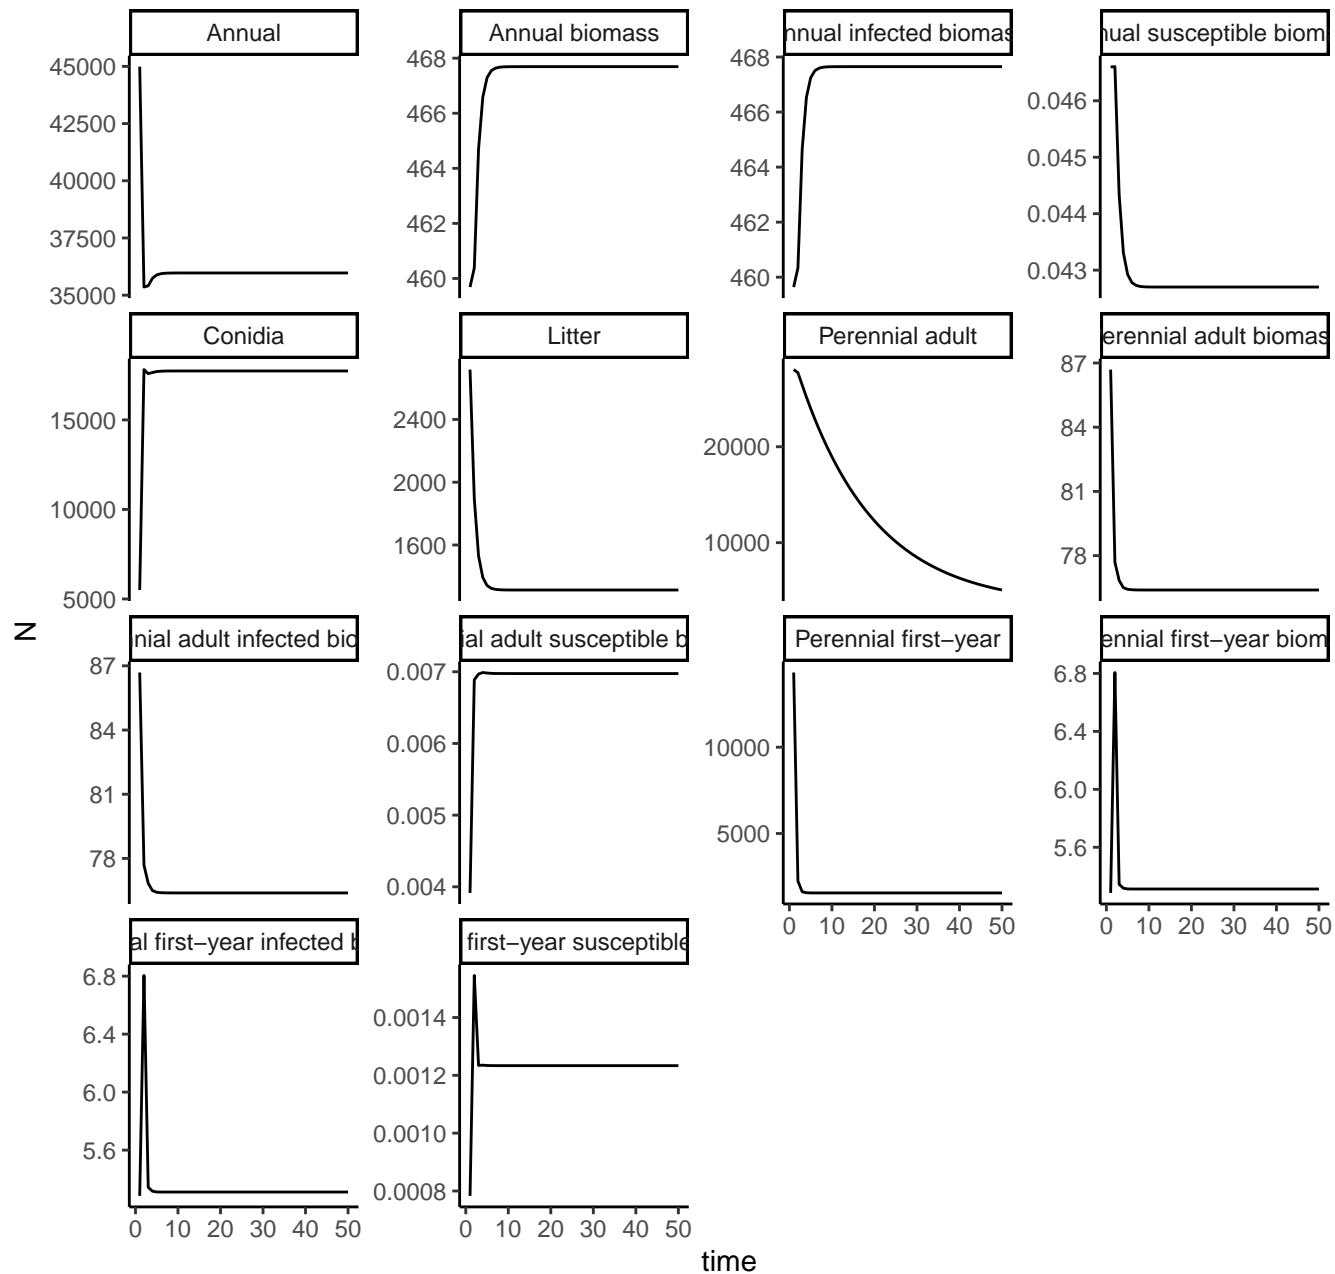 Annual
Annual biomass
nnual infected biomas
nual susceptible biom
45000
42500
40000
37500
35000
468
466
464
462
460
468
466
464
462
460
0.046
0.045
0.044
0.043
Conidia
Litter
Perennial adult
erennial adult biomas
15000
10000
5000
2400
2000
1600
20000
10000
87
84
81
78
N
nial adult infected bio
ial adult susceptible b
Perennial first−year
ennial first−year biom
87
84
81
78
0.007
0.006
0.005
0.004
10000
5000
6.8
6.4
6.0
5.6
0 10 20 30 40 50
0 10 20 30 40 50
al first−year infected b
first−year susceptible
6.8
6.4
6.0
5.6
0.0014
0.0012
0.0010
0.0008
0 10 20 30 40 50
0 10 20 30 40 50
time